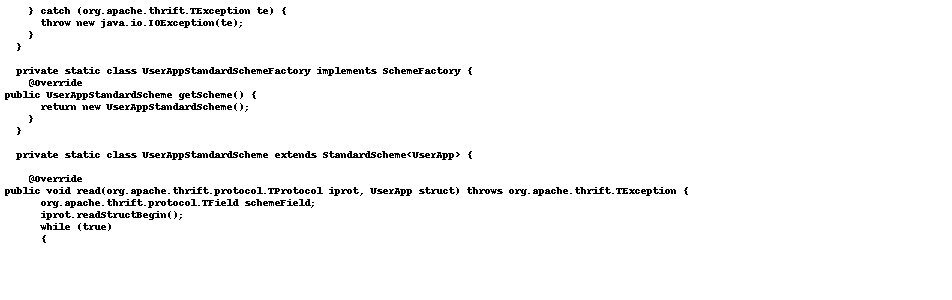 } catch (org.apache.thrift.TException te) {
      throw new java.io.IOException(te);
    }
  }

  private static class UserAppStandardSchemeFactory implements SchemeFactory {
    @Override
public UserAppStandardScheme getScheme() {
      return new UserAppStandardScheme();
    }
  }

  private static class UserAppStandardScheme extends StandardScheme<UserApp> {

    @Override
public void read(org.apache.thrift.protocol.TProtocol iprot, UserApp struct) throws org.apache.thrift.TException {
      org.apache.thrift.protocol.TField schemeField;
      iprot.readStructBegin();
      while (true)
      {